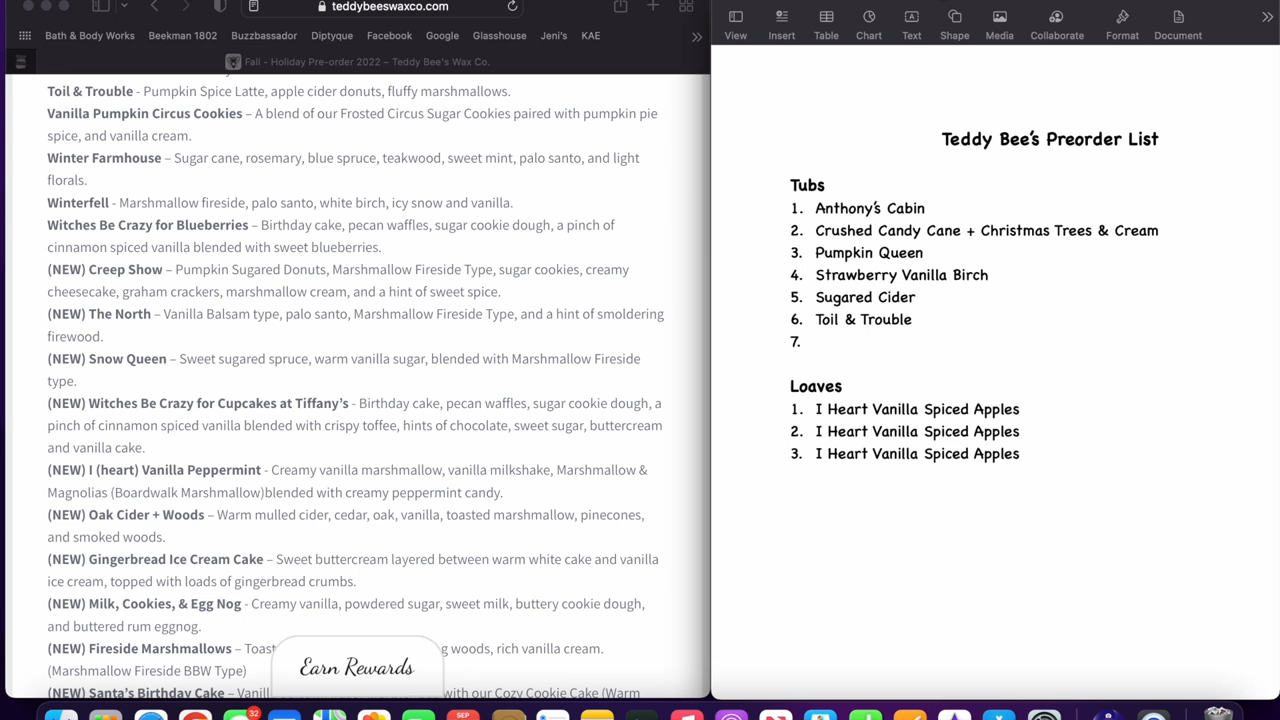 teddybeeswaxco.com
Bath & Body Works Beekman 1802 Buzzbassador Diptyque Facebook Google Glasshouse Jeni's KAE
Fall - Holiday Pre-order 2022 – Teddy Bee's Wax Co.
Toil & Trouble - Pumpkin Spice Latte, apple cider donuts, fluffy marshmallows.
Vanilla Pumpkin Circus Cookies – A blend of our Frosted Circus Sugar Cookies paired with pumpkin pie
spice, and vanilla cream.
Winter Farmhouse – Sugar cane, rosemary, blue spruce, teakwood, sweet mint, palo santo, and light
florals.
Winterfell - Marshmallow fireside, palo santo, white birch, icy snow and vanilla.
Witches Be Crazy for Blueberries – Birthday cake, pecan waffles, sugar cookie dough, a pinch of
cinnamon spiced vanilla blended with sweet blueberries.
(NEW) Creep Show – Pumpkin Sugared Donuts, Marshmallow Fireside Type, sugar cookies, creamy
cheesecake, graham crackers, marshmallow cream, and a hint of sweet spice.
(NEW) The North – Vanilla Balsam type, palo santo, Marshmallow Fireside Type, and a hint of smoldering
firewood.
(NEW) Snow Queen – Sweet sugared spruce, warm vanilla sugar, blended with Marshmallow Fireside
type.
(NEW) Witches Be Crazy for Cupcakes at Tiffany's - Birthday cake, pecan waffles, sugar cookie dough, a
pinch of cinnamon spiced vanilla blended with crispy toffee, hints of chocolate, sweet sugar, buttercream
and vanilla cake.
(NEW) I (heart) Vanilla Peppermint - Creamy vanilla marshmallow, vanilla milkshake, Marshmallow &
Magnolias (Boardwalk Marshmallow)blended with creamy peppermint candy.
(NEW) Oak Cider + Woods – Warm mulled cider, cedar, oak, vanilla, toasted marshmallow, pinecones,
and smoked woods.
(NEW) Gingerbread Ice Cream Cake – Sweet buttercream layered between warm white cake and vanilla
ice cream, topped with loads of gingerbread crumbs.
(NEW) Milk, Cookies, & Egg Nog - Creamy vanilla, powdered sugar, sweet milk, buttery cookie dough,
and buttered rum eggnog.
(NEW) Fireside Marshmallows – woods, rich vanilla cream.
(Marshmallow Fireside BBW Type)
(NEW) Santa's Birthday Cake – with our Cozy Cookie Cake (Warm
Earn Rewards
32
SEP
View Insert Table Chart Text Shape Media Collaborate Format Document
Teddy Bee's Preorder List
Tubs
1. Anthony's Cabin
2. Crushed Candy Cane + Christmas Trees & Cream
3. Pumpkin Queen
4. Strawberry Vanilla Birch
5. Sugared Cider
6. Toil & Trouble
7.
Loaves
1. I Heart Vanilla Spiced Apples
2. I Heart Vanilla Spiced Apples
3. I Heart Vanilla Spiced Apples